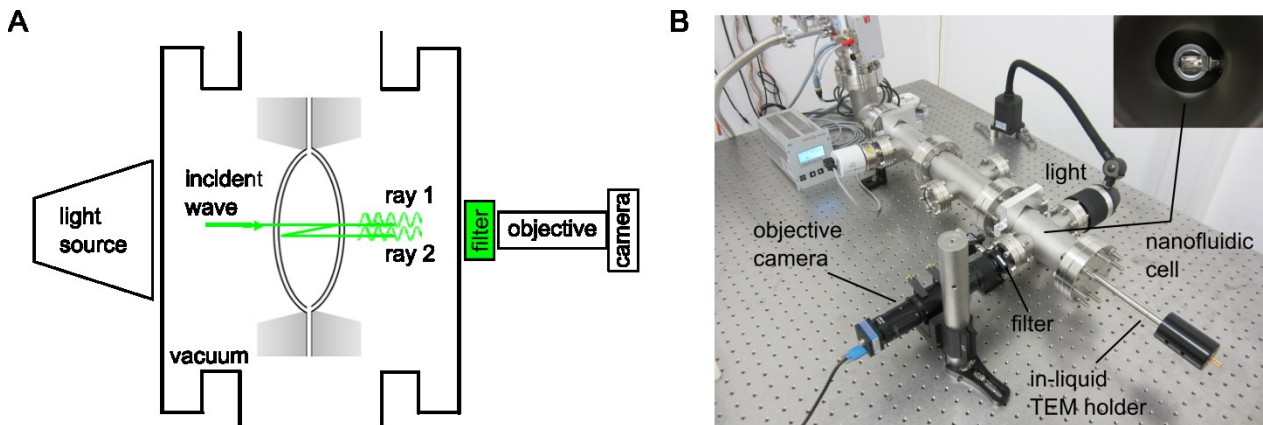 A
light
source
incident
wave
ray 1
ray 2
vacuum
filter
objective
camera
B
light
objective
camera
nanofluidic
cell
filter
in-liquid
TEM holder